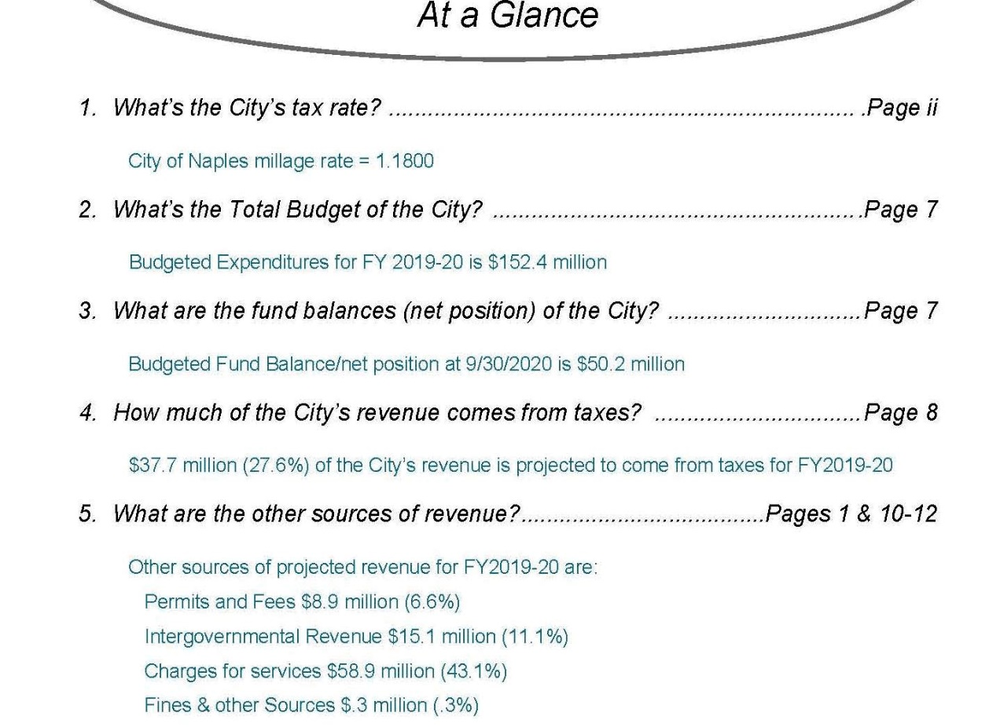 At a Glance
1. What's the City's tax rate? .......................................................................... .Page ii
City of Naples millage rate = 1.1800
2. What's the Total Budget of the City? .......................................................... .Page 7
Budgeted Expenditures for FY 2019-20 is $152.4 million
3. What are the fund balances (net position) of the City? ..............................Page 7
Budgeted Fund Balance/net position at 9/30/2020 is $50.2 million
4. How much of the City's revenue comes from taxes? ................................Page 8
$37.7 million (27.6%) of the City's revenue is projected to come from taxes for FY2019-20
5. What are the other sources of revenue?......................................Pages 1 & 10-12
Other sources of projected revenue for FY2019-20 are:
Permits and Fees $8.9 million (6.6%)
Intergovernmental Revenue $15.1 million (11.1%)
Charges for services $58.9 million (43.1%)
Fines & other Sources $.3 million (.3%)